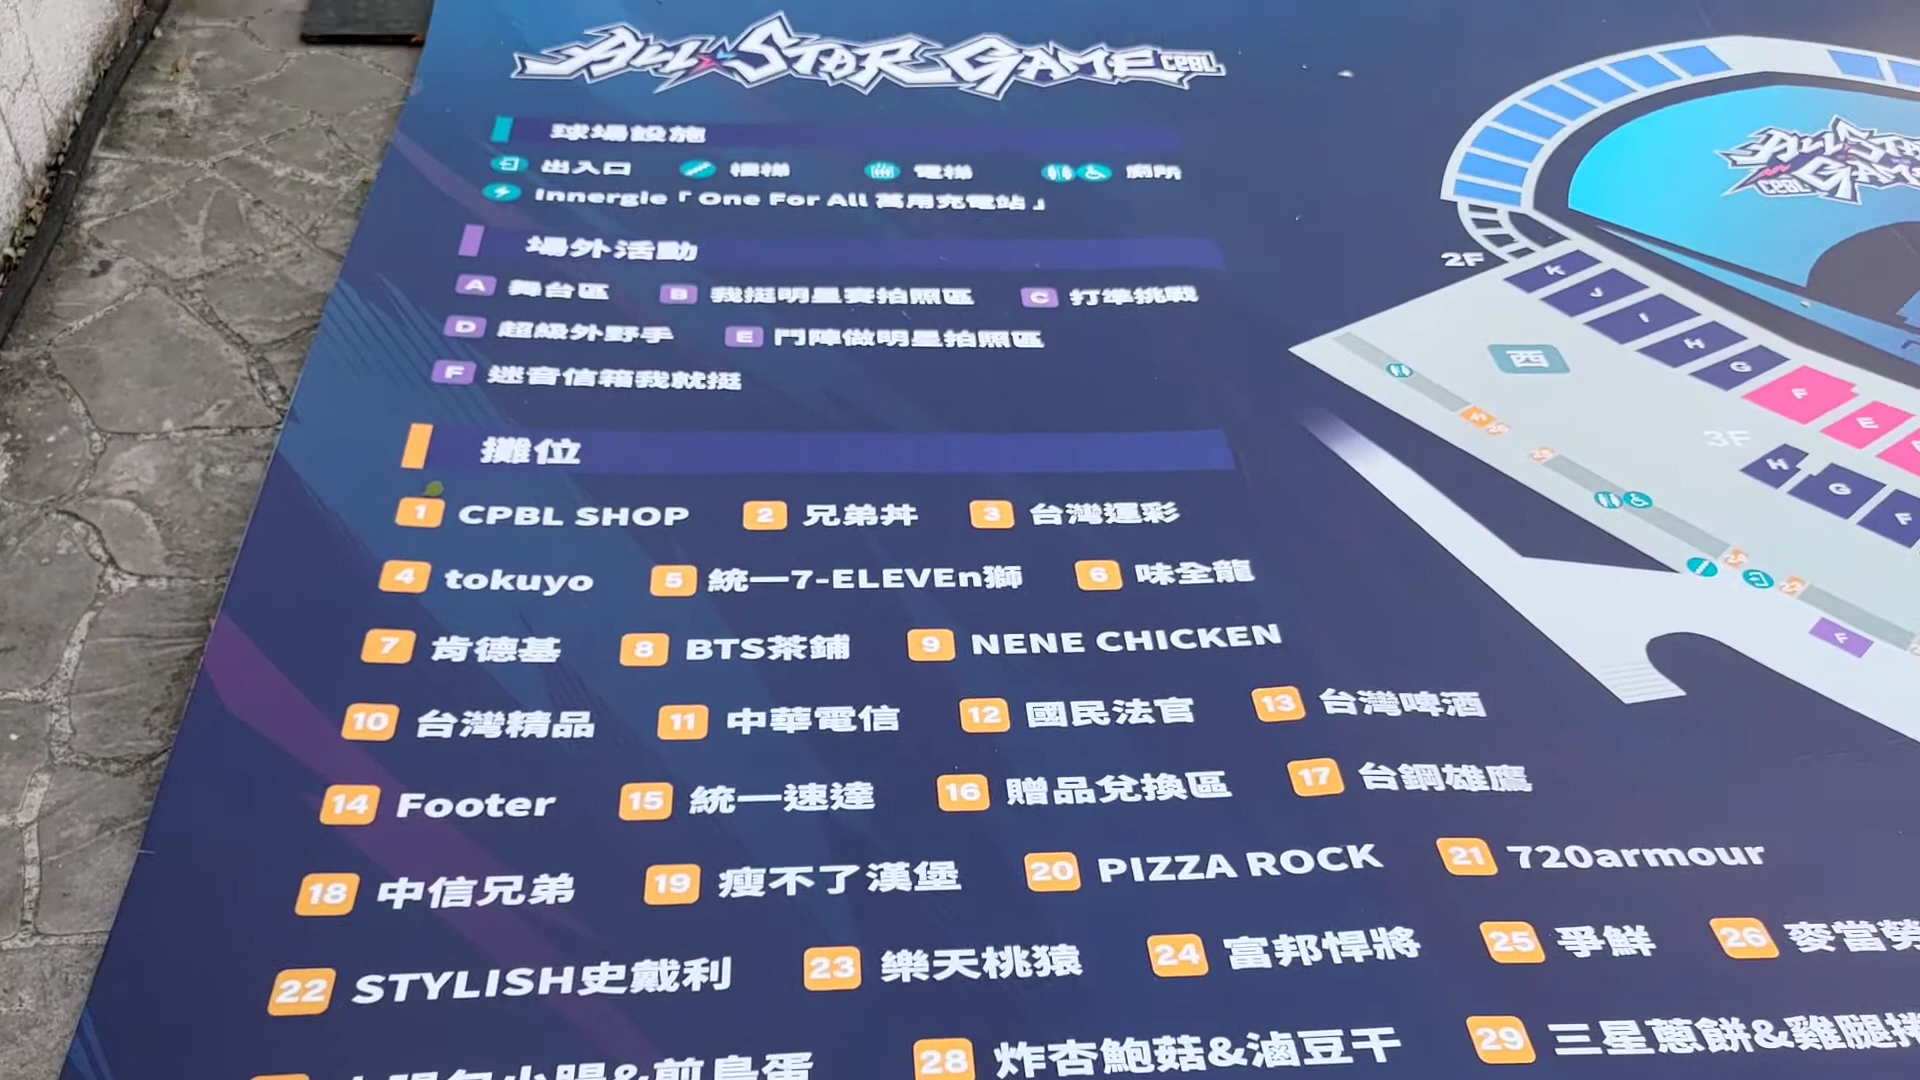 ALL STAR GAME CPBL
球場設施
出入口 樓梯 電梯 廁所
Innergie「One For All 萬用充電站」
場外活動
A 舞台區 B 我挺明星賽拍照區 C 打準挑戰
D 超級外野手 E 鬥陣做明星拍照區
F 迷音信箱我就挺
攤位
1 CPBL SHOP 2 兄弟丼 3 台灣運彩
4 tokuyo 5 統一7-ELEVEn獅 6 味全龍
7 肯德基 8 BTS茶鋪 9 NENE CHICKEN
10 台灣精品 11 中華電信 12 國民法官 13 台灣啤酒
14 Footer 15 統一速達 16 贈品兌換區 17 台鋼雄鷹
18 中信兄弟 19 瘦不了漢堡 20 PIZZA ROCK 21 720armour
22 STYLISH史戴利 23 樂天桃猿 24 富邦悍將 25 爭鮮 26 麥當勞
28 炸杏鮑菇&滷豆干 29 三星蔥餅&雞腿捲
ALL STAR GAME CPBL
2F
K J I H G F E
西
3F
H G F
F